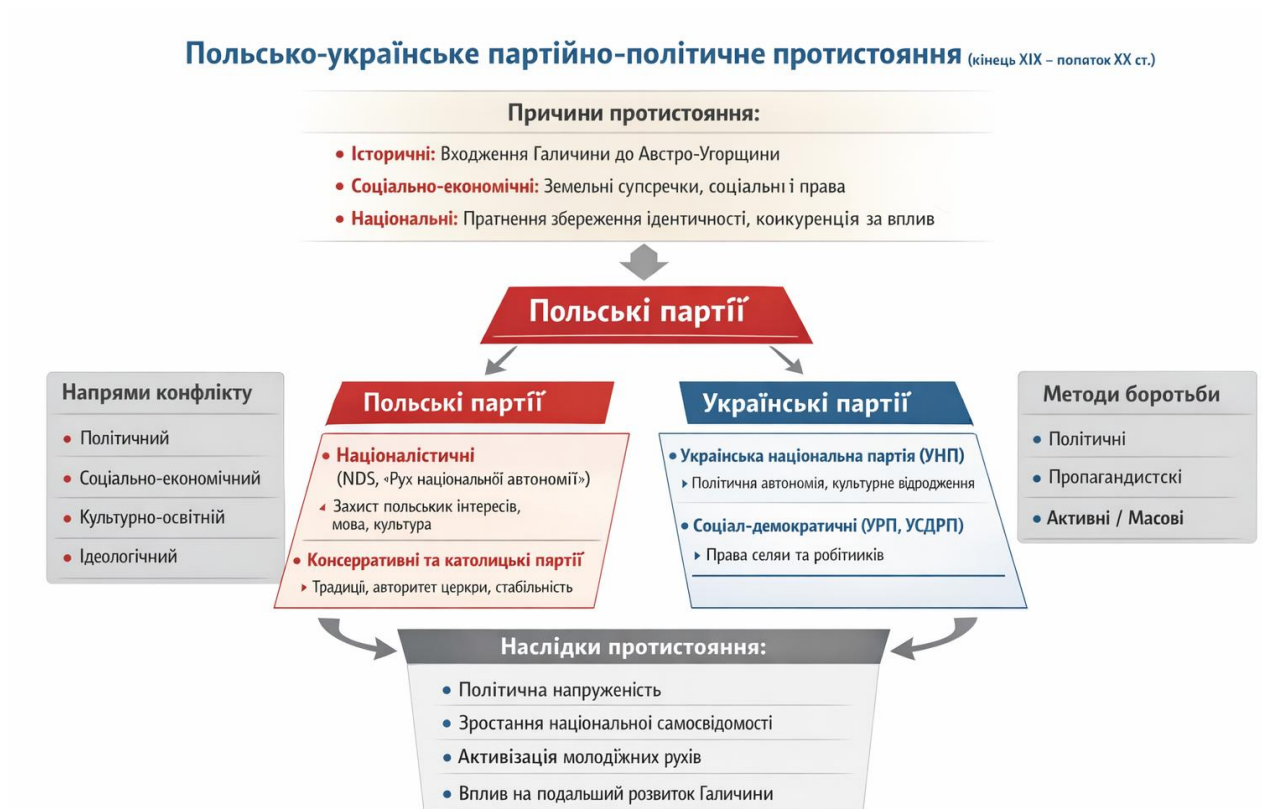 Польсько-українське партійно-політичне протистояння (кінець XIX – попаток XX ст.)
Причини протистояння:
• Історичні: Входження Галичини до Австро-Угорщини
• Соціально-економічні: Земельні супсречки, соціальні і права
• Національні: Пратнення збереження ідентичності, конкуренція за вплив
Польські партії
Напрями конфлікту
• Політичний
• Соціально-економічний
• Культурно-освітній
• Ідеологічний
Польські партії
• Націоналістичні
(NDS, «Рух національної автономії»)
Захист польськик інтересів,
мова, культура
• Консерративні та католицькі пяртії
Традиції, авторитет церкри, стабільність
Українські партії
• Українська національна партія (УНП)
Політична автономія, культурне відродження
• Соціал-демократичні (УРП, УСДРП)
Права селяи та робітииків
Методи боротьби
• Політичні
• Пропагандистскі
• Активні / Масові
Наслідки протистояння:
• Політична напруженість
• Зростання національної самосвідомості
• Активізація молодіжних рухів
• Вплив на подальший розвиток Галичини